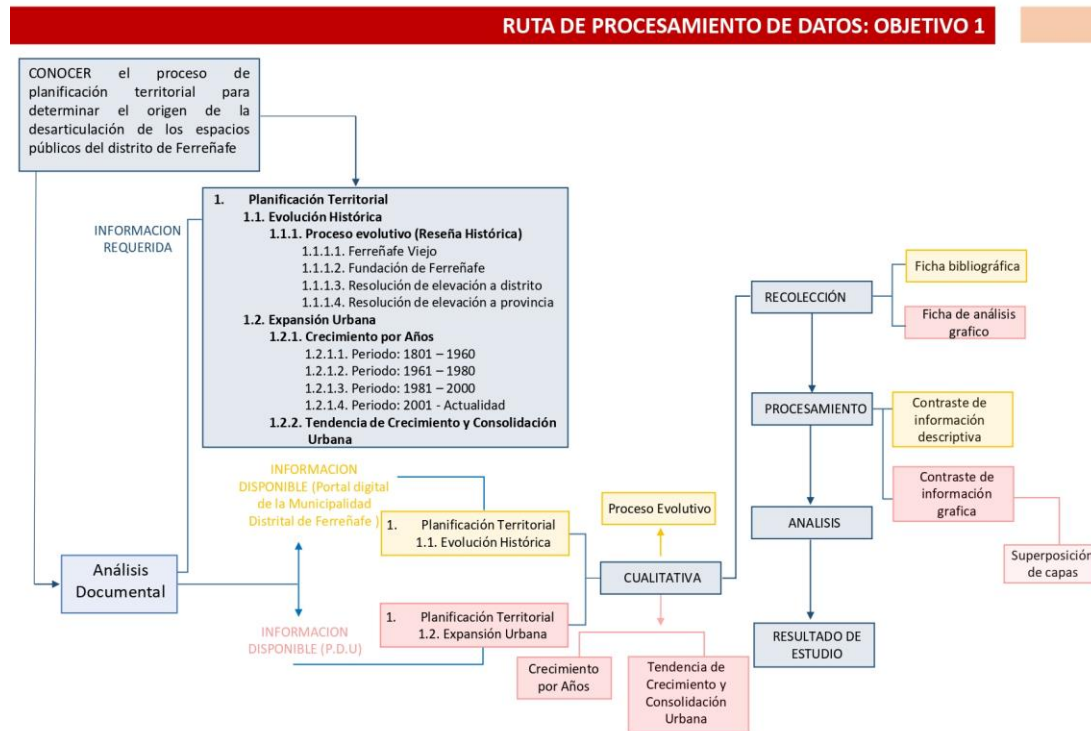 RUTA DE PROCESAMIENTO DE DATOS: OBJETIVO 1
CONOCER el proceso de
planificación territorial para
determinar el origen de la
desarticulación de los espacios
públicos del distrito de Ferreñafe
INFORMACION
REQUERIDA
1. Planificación Territorial
1.1. Evolución Histórica
1.1.1. Proceso evolutivo (Reseña Histórica)
1.1.1.1. Ferreñafe Viejo
1.1.1.2. Fundación de Ferreñafe
1.1.1.3. Resolución de elevación a distrito
1.1.1.4. Resolución de elevación a provincia
1.2. Expansión Urbana
1.2.1. Crecimiento por Años
1.2.1.1. Periodo: 1801 – 1960
1.2.1.2. Periodo: 1961 – 1980
1.2.1.3. Periodo: 1981 – 2000
1.2.1.4. Periodo: 2001 - Actualidad
1.2.2. Tendencia de Crecimiento y Consolidación
Urbana
Análisis
Documental
INFORMACION
DISPONIBLE (Portal digital
de la Municipalidad
Distrital de Ferreñafe )
INFORMACION
DISPONIBLE (P.D.U)
1. Planificación Territorial
1.1. Evolución Histórica
1. Planificación Territorial
1.2. Expansión Urbana
Proceso Evolutivo
CUALITATIVA
Crecimiento
por Años
Tendencia de
Crecimiento y
Consolidación
Urbana
RECOLECCIÓN
Ficha bibliográfica
Ficha de análisis
grafico
PROCESAMIENTO
Contraste de
información
descriptiva
Contraste de
información
grafica
Superposición
de capas
ANALISIS
RESULTADO DE
ESTUDIO